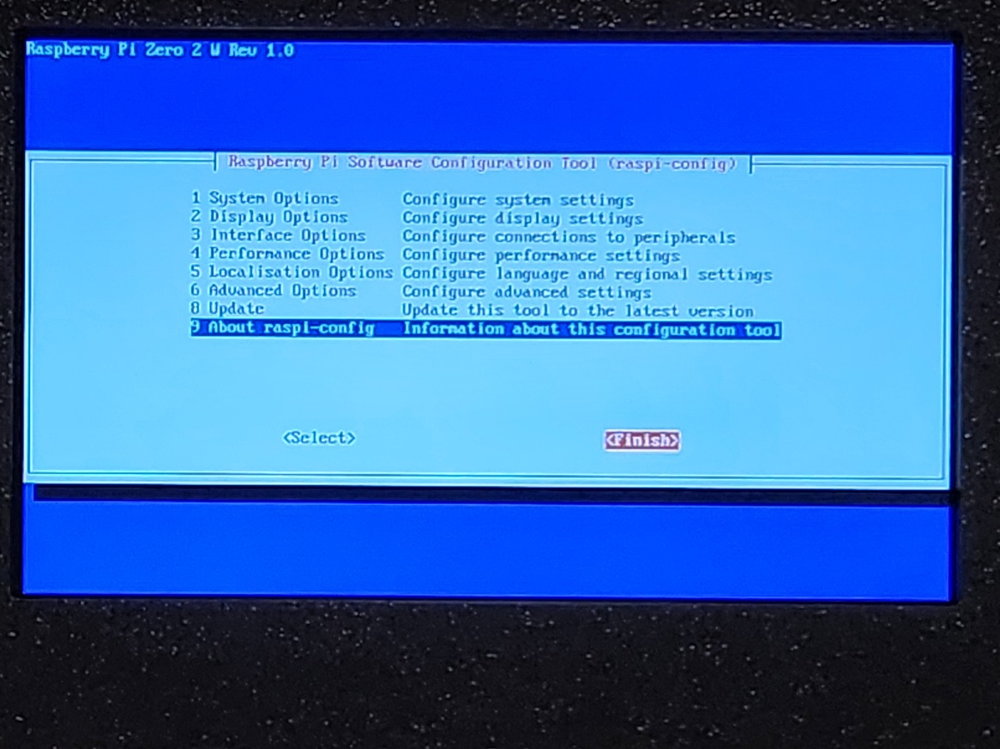 Raspberry Pi Zero 2 W Rev 1.0
Raspberry Pi Software Configuration Tool (raspi-config)
1 System Options Configure system settings
2 Display Options Configure display settings
3 Interface Options Configure connections to peripherals
4 Performance Options Configure performance settings
5 Localisation Options Configure language and regional settings
6 Advanced Options Configure advanced settings
8 Update Update this tool to the latest version
9 About raspi-config Information about this configuration tool
<Select> <Finish>